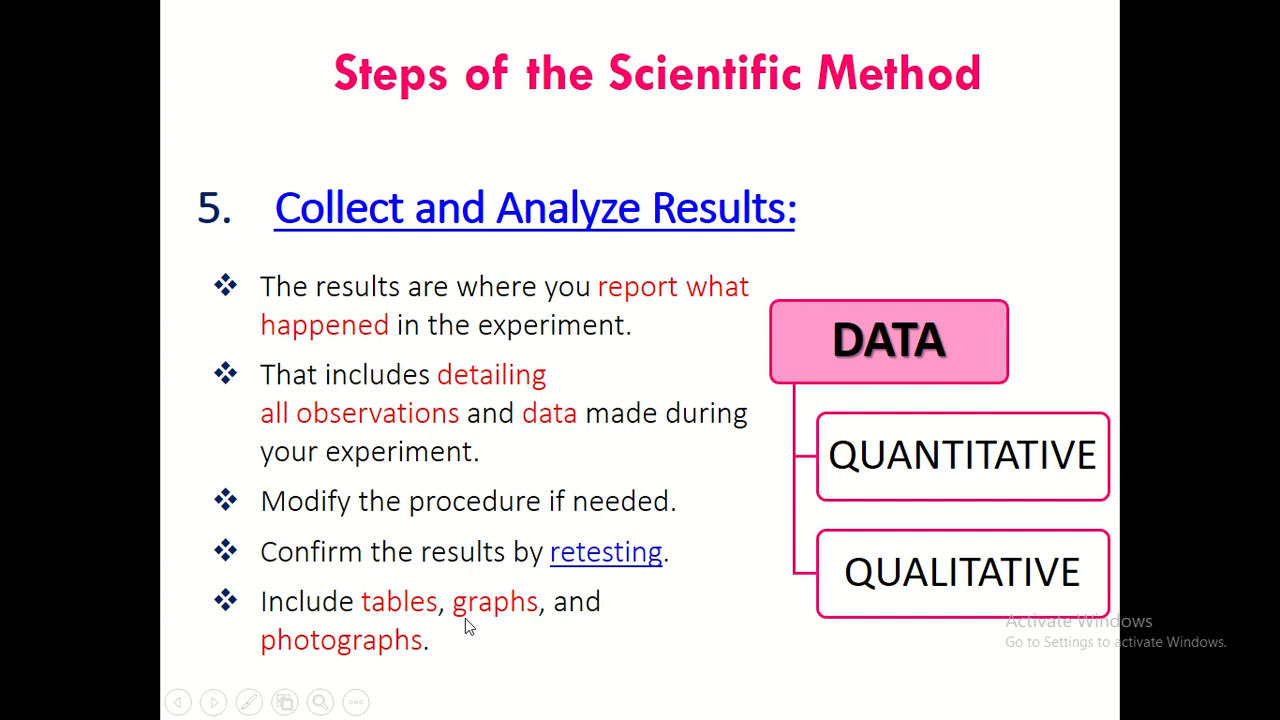 Steps of the Scientific Method
5. Collect and Analyze Results:
❖ The results are where you report what
happened in the experiment.
❖ That includes detailing
all observations and data made during
your experiment.
❖ Modify the procedure if needed.
❖ Confirm the results by retesting.
❖ Include tables, graphs, and
photographs.
DATA
QUANTITATIVE
QUALITATIVE
Activate Windows
Go to Settings to activate Windows.